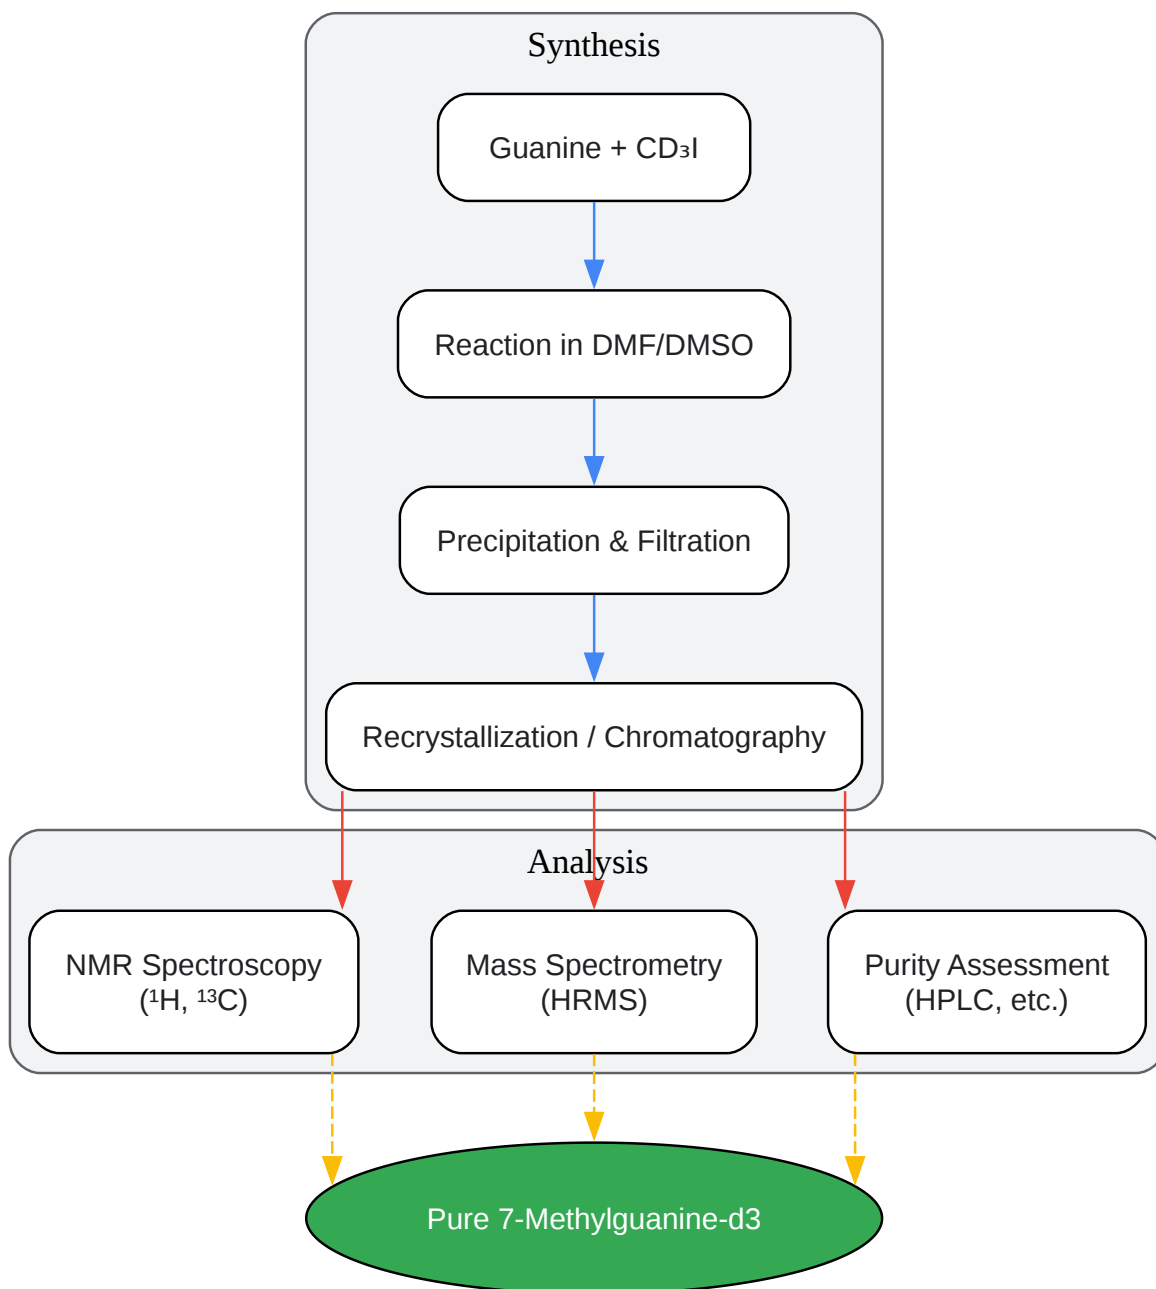 Synthesis
Guanine + CD₃I
Reaction in DMF/DMSO
Precipitation & Filtration
Recrystallization / Chromatography
Analysis
NMR Spectroscopy
(¹H, ¹³C)
Mass Spectrometry
(HRMS)
Purity Assessment
(HPLC, etc.)
Pure 7-Methylguanine-d3